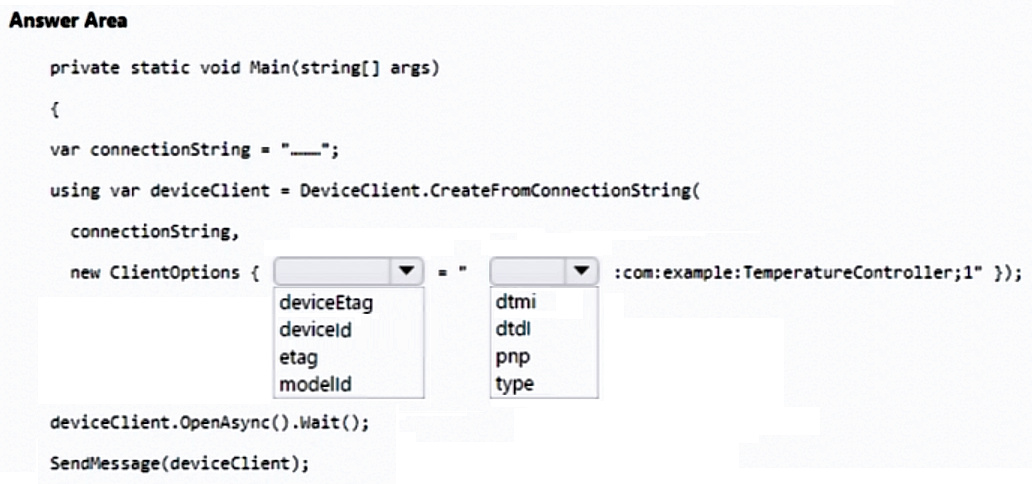 Answer Area
private static void Main(string[] args)
{
var connectionString = "……";
using var deviceClient = DeviceClient.CreateFromConnectionString(
connectionString,
new ClientOptions { = " :com:example:TemperatureController;1" });
deviceEtag dtmi
deviceId dtdl
etag pnp
modelId type
deviceClient.OpenAsync().Wait();
SendMessage(deviceClient);